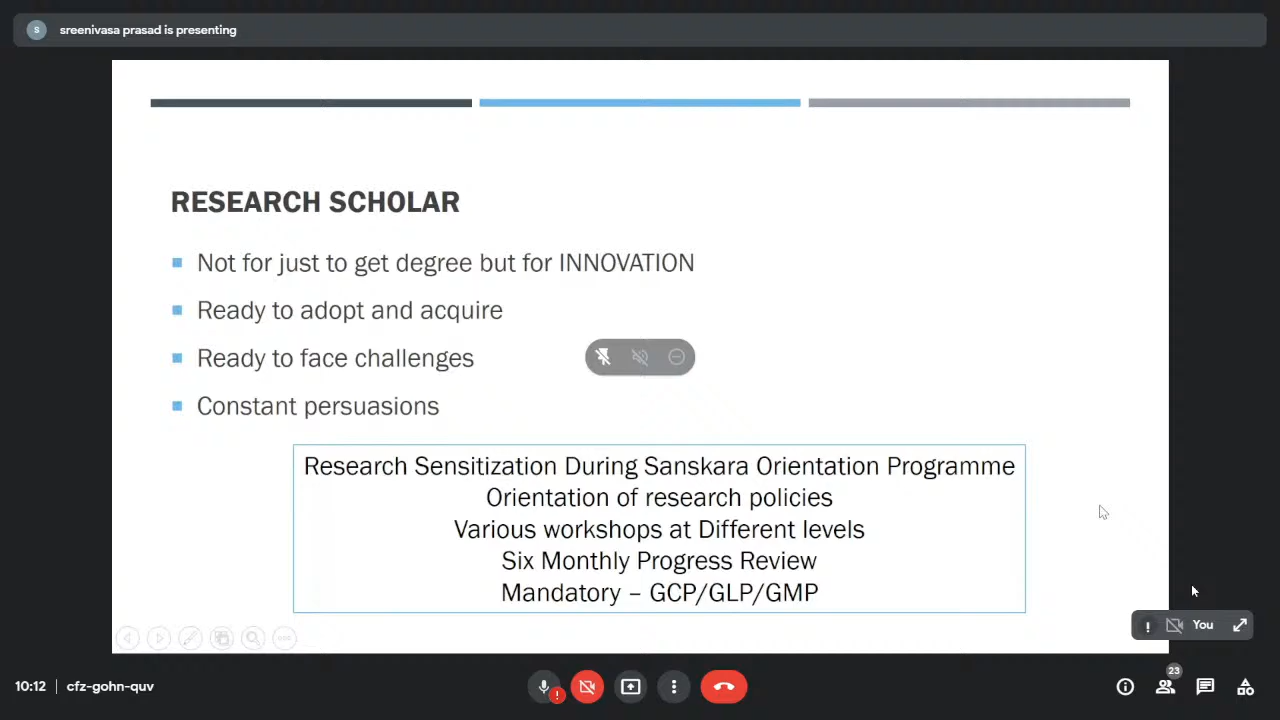 s
sreenivasa prasad is presenting
RESEARCH SCHOLAR
Not for just to get degree but for INNOVATION
Ready to adopt and acquire
Ready to face challenges
Constant persuasions
Research Sensitization During Sanskara Orientation Programme
Orientation of research policies
Various workshops at Different levels
Six Monthly Progress Review
Mandatory – GCP/GLP/GMP
You
10:12 | cfz-gohn-quv
23